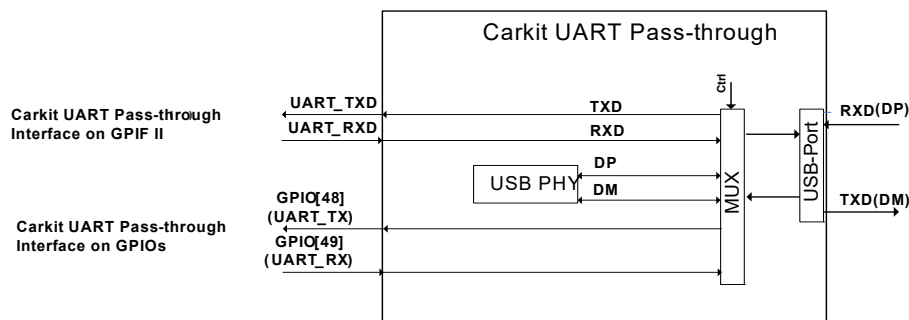 Carkit UART Pass-through
Ctrl
Carkit UART Pass-through
Interface on GPIF II
UART_TXD
TXD
UART_RXD
RXD
RXD(DP)
USB PHY
DP
DM
MUX
USB-Port
TXD(DM)
Carkit UART Pass-through
Interface on GPIOs
GPIO[48]
(UART_TX)
GPIO[49]
(UART_RX)